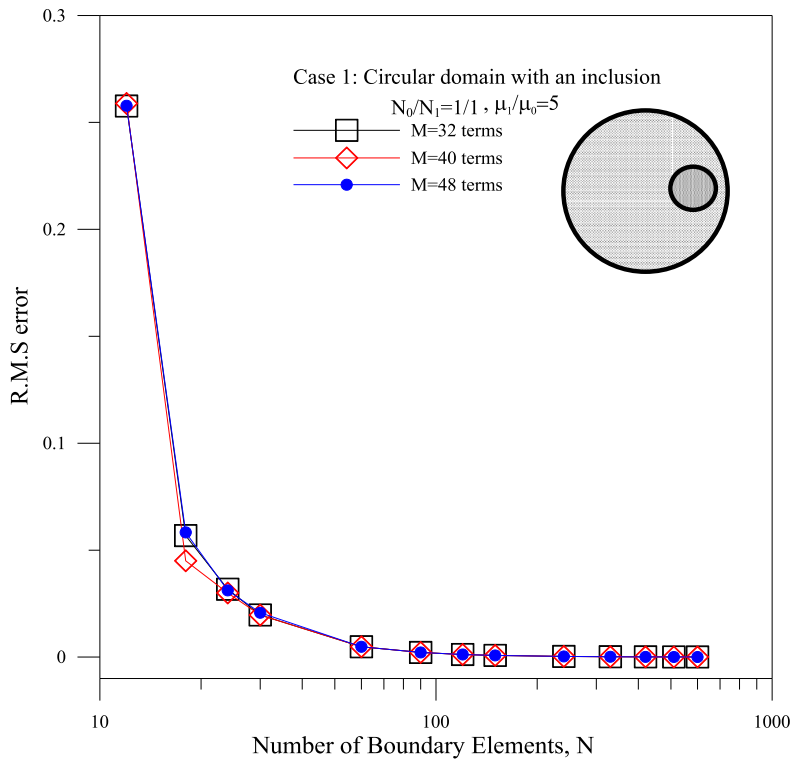 0.3
Case 1: Circular domain with an inclusion
N₀/N₁=1/1 , μ₁/μ₀=5
M=32 terms
M=40 terms
M=48 terms
0.2
R.M.S error
0.1
0
10
100
1000
Number of Boundary Elements, N